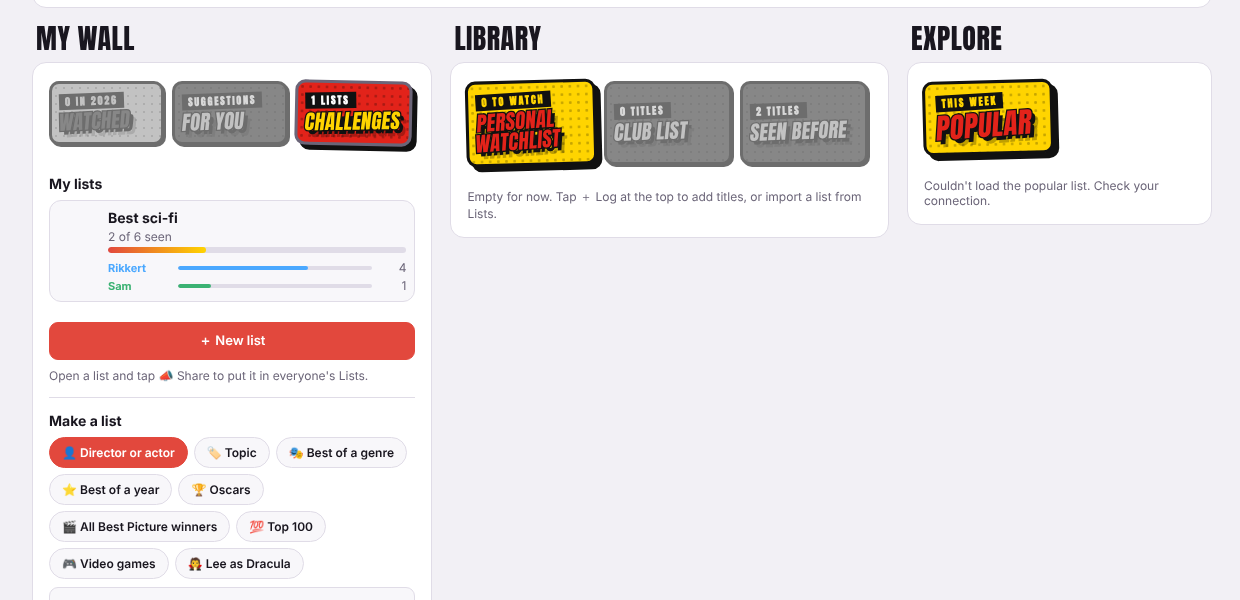 MY WALL
0 IN 2026
WATCHED
SUGGESTIONS
FOR YOU
1 LISTS
CHALLENGES
My lists
Best sci-fi
2 of 6 seen
Rikkert 4
Sam 1
+ New list
Open a list and tap 📣 Share to put it in everyone's Lists.
Make a list
👤 Director or actor
🏷️ Topic
🎭 Best of a genre
⭐ Best of a year
🏆 Oscars
🎬 All Best Picture winners
💯 Top 100
🎮 Video games
🧛 Lee as Dracula
LIBRARY
0 TO WATCH
PERSONAL
WATCHLIST
0 TITLES
CLUB LIST
2 TITLES
SEEN BEFORE
Empty for now. Tap + Log at the top to add titles, or import a list from
Lists.
EXPLORE
THIS WEEK
POPULAR
Couldn't load the popular list. Check your
connection.